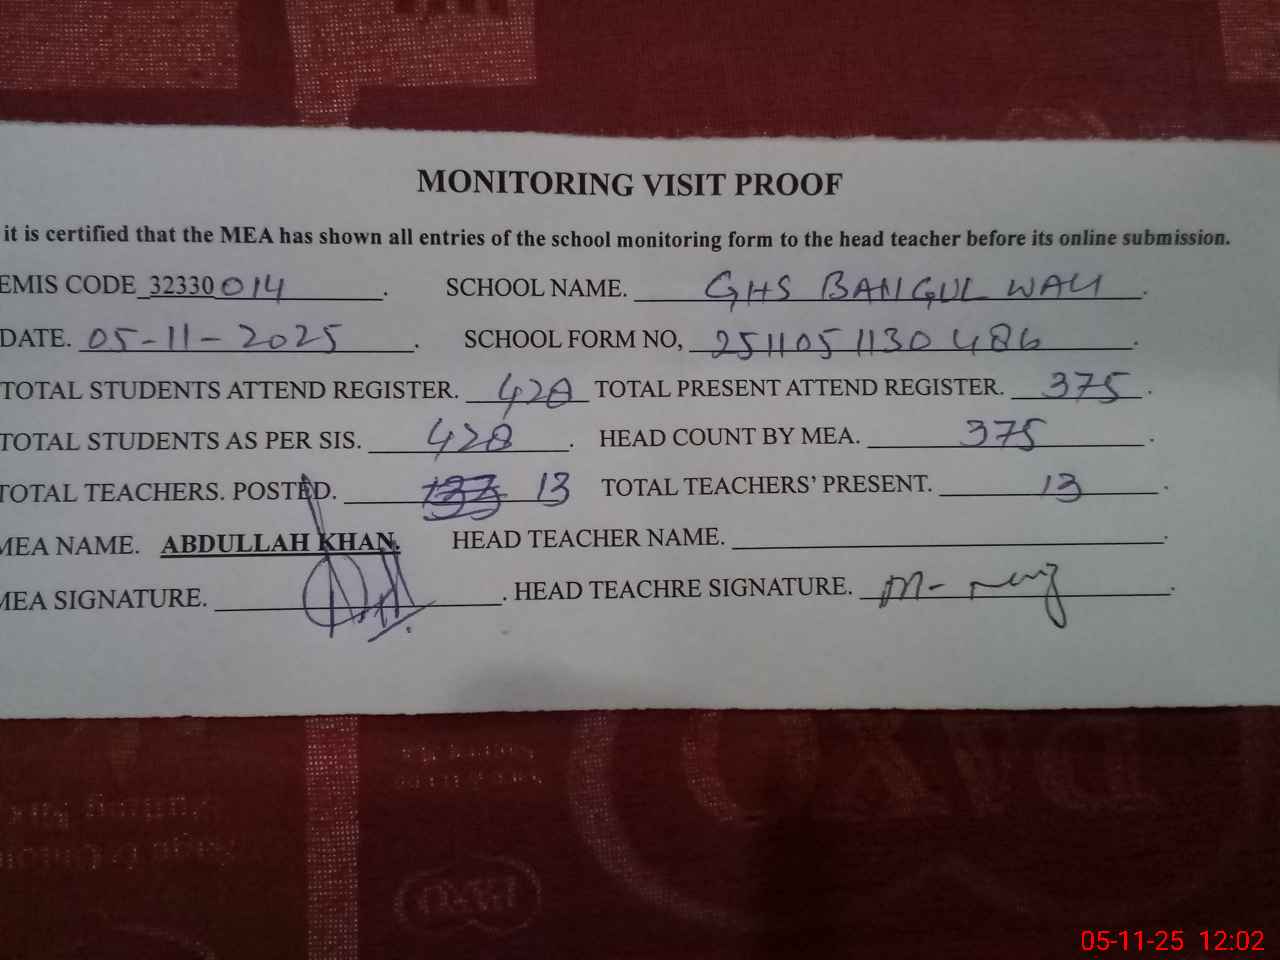 MONITORING VISIT PROOF
it is certified that the MEA has shown all entries of the school monitoring form to the head teacher before its online submission.
EMIS CODE 32330014. SCHOOL NAME. GHS BANGUL WALI.
DATE. 05-11-2025. SCHOOL FORM NO, 2511051130486.
TOTAL STUDENTS ATTEND REGISTER. 428 TOTAL PRESENT ATTEND REGISTER. 375.
TOTAL STUDENTS AS PER SIS. 428. HEAD COUNT BY MEA. 375.
TOTAL TEACHERS. POSTED. 13 TOTAL TEACHERS' PRESENT. 13.
MEA NAME. ABDULLAH KHAN. HEAD TEACHER NAME.
MEA SIGNATURE. HEAD TEACHRE SIGNATURE.
05-11-25 12:02